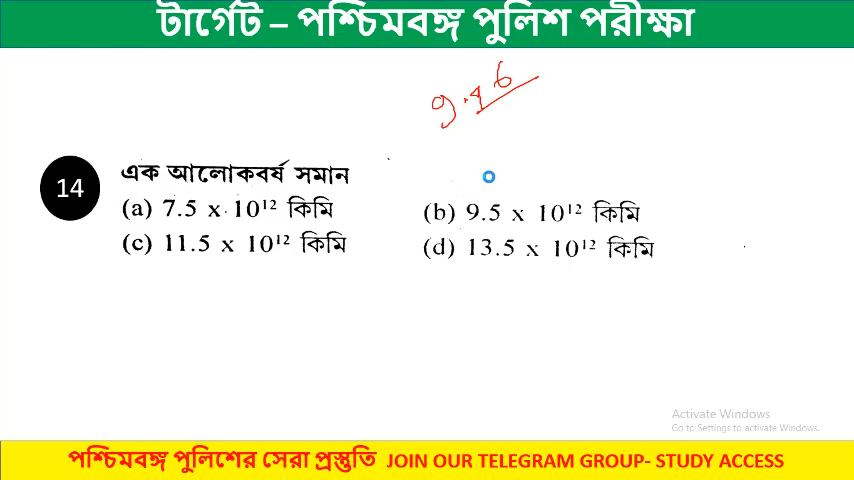 টার্গেট – পশ্চিমবঙ্গ পুলিশ পরীক্ষা
9.46
14 এক আলোকবর্ষ সমান
(a) 7.5 x 10¹² কিমি (b) 9.5 x 10¹² কিমি
(c) 11.5 x 10¹² কিমি (d) 13.5 x 10¹² কিমি
Activate Windows
Go to Settings to activate Windows.
পশ্চিমবঙ্গ পুলিশের সেরা প্রস্তুতি JOIN OUR TELEGRAM GROUP- STUDY ACCESS